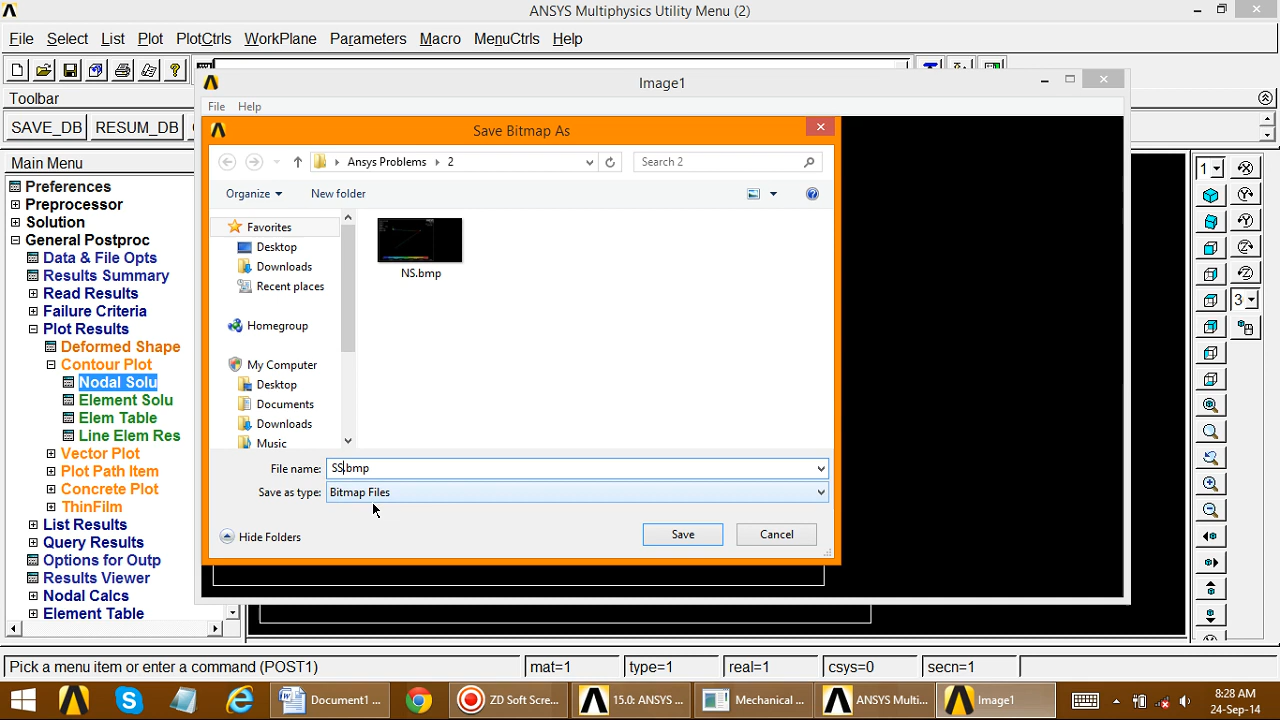 ANSYS Multiphysics Utility Menu (2)
File Select List Plot PlotCtrls WorkPlane Parameters Macro MenuCtrls Help
Image1
Toolbar
File Help
SAVE_DB RESUM_DB
Save Bitmap As
Main Menu
Ansys Problems 2 Search 2
Preferences
Preprocessor
Solution
General Postproc
Data & File Opts
Results Summary
Read Results
Failure Criteria
Plot Results
Deformed Shape
Contour Plot
Nodal Solu
Element Solu
Elem Table
Line Elem Res
Vector Plot
Plot Path Item
Concrete Plot
ThinFilm
List Results
Query Results
Options for Outp
Results Viewer
Nodal Calcs
Element Table
Organize New folder
Favorites
Desktop
Downloads
Recent places
Homegroup
My Computer
Desktop
Documents
Downloads
Music
NS.bmp
File name: SS.bmp
Save as type: Bitmap Files
Hide Folders Save Cancel
1
3
Pick a menu item or enter a command (POST1) mat=1 type=1 real=1 csys=0 secn=1
Document1 ... ZD Soft Scre... 15.0: ANSYS ... Mechanical ... ANSYS Multi... Image1
8:28 AM
24-Sep-14